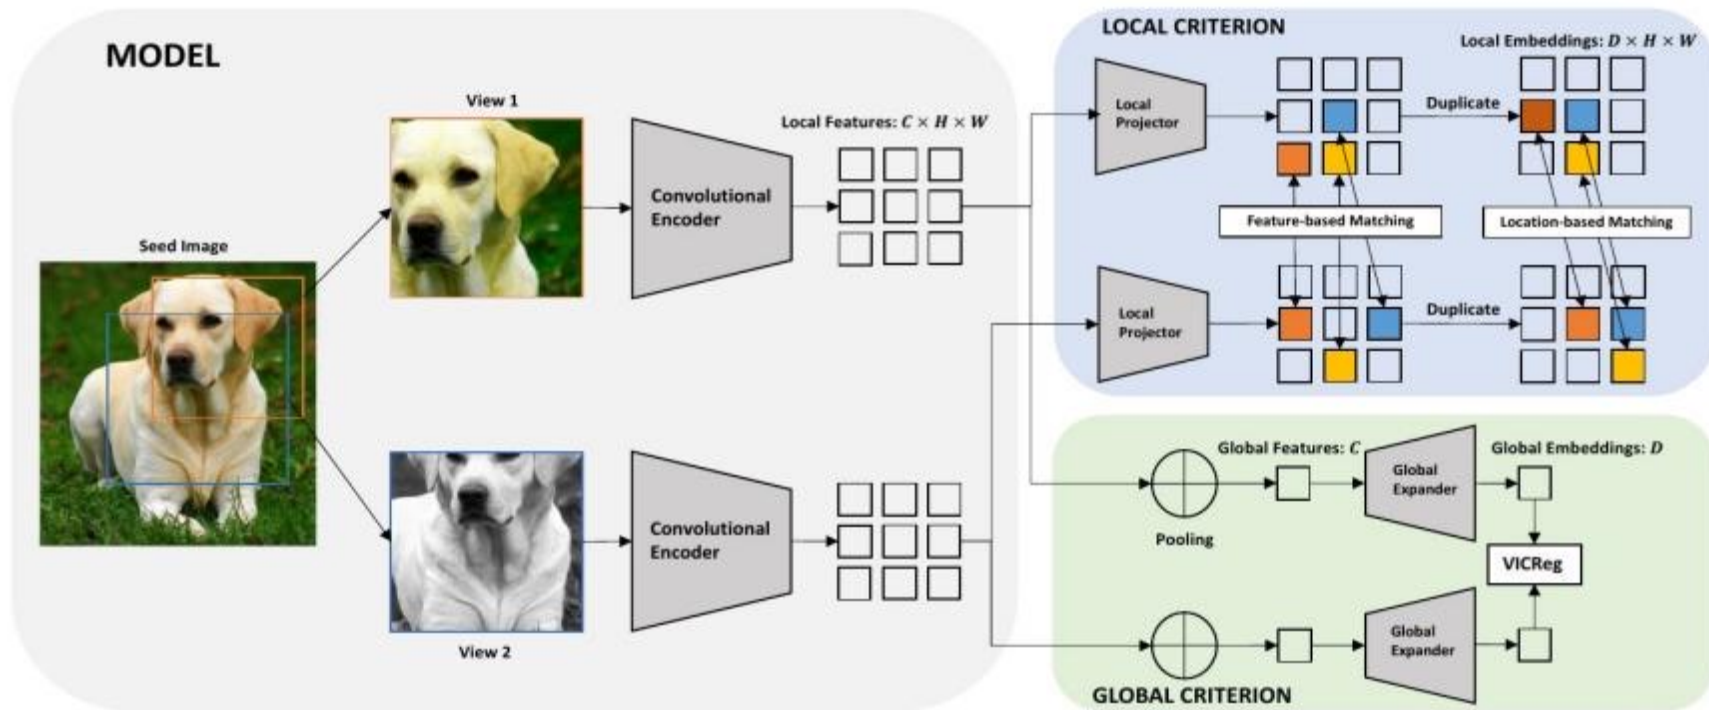 MODEL
Seed Image
View 1
Convolutional
Encoder
Local Features: C × H × W
View 2
Convolutional
Encoder
LOCAL CRITERION
Local Embeddings: D × H × W
Local
Projector
Duplicate
Feature-based Matching
Location-based Matching
Local
Projector
Duplicate
Global Features: C
Global
Expander
Global Embeddings: D
Pooling
VICReg
Global
Expander
GLOBAL CRITERION